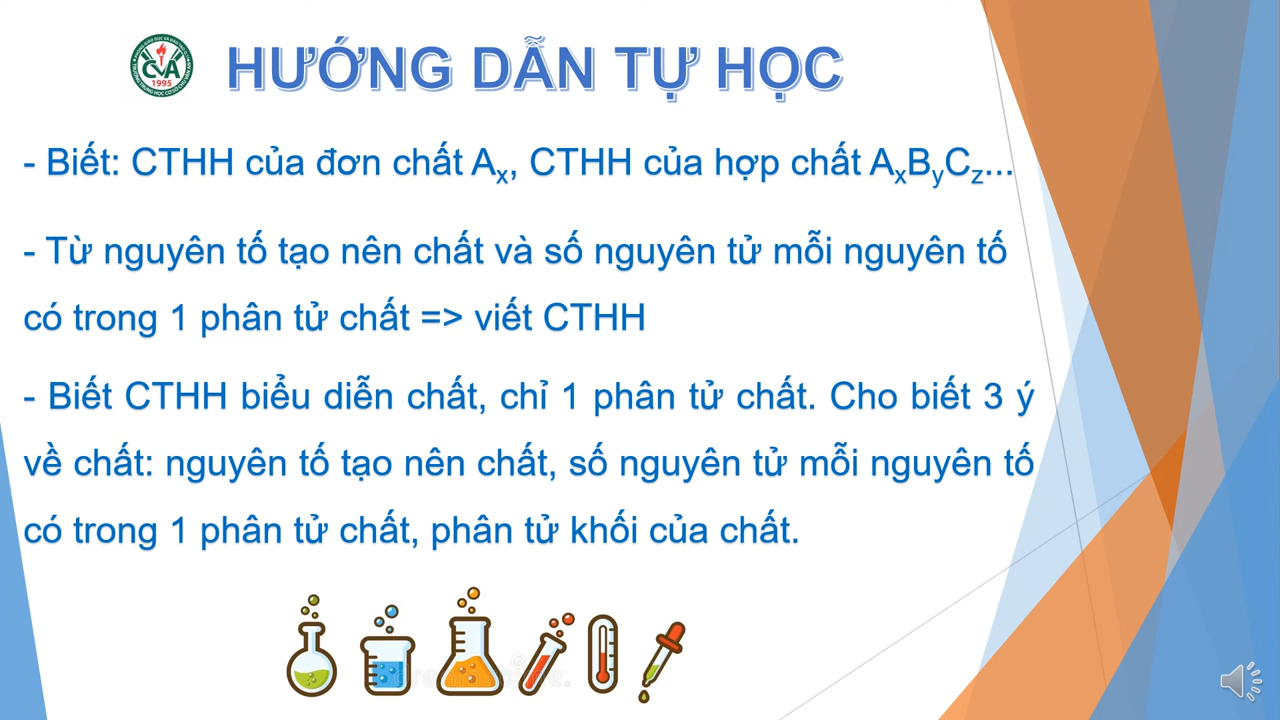 HƯỚNG DẪN TỰ HỌC
CVA
1995
- Biết: CTHH của đơn chất Aₓ, CTHH của hợp chất AₓBᵧC𝓏...
- Từ nguyên tố tạo nên chất và số nguyên tử mỗi nguyên tố
có trong 1 phân tử chất => viết CTHH
- Biết CTHH biểu diễn chất, chỉ 1 phân tử chất. Cho biết 3 ý
về chất: nguyên tố tạo nên chất, số nguyên tử mỗi nguyên tố
có trong 1 phân tử chất, phân tử khối của chất.